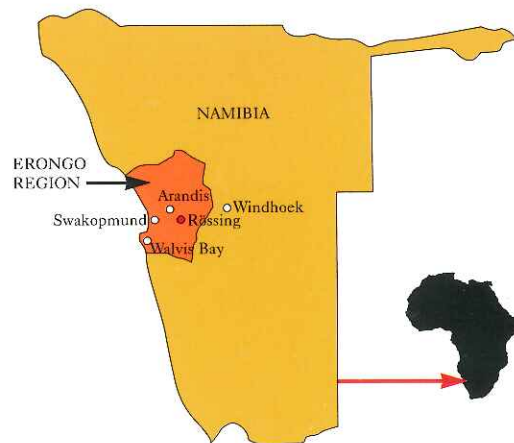 NAMIBIA
ERONGO
REGION
Arandis
Windhoek
Swakopmund
Rössing
Walvis Bay